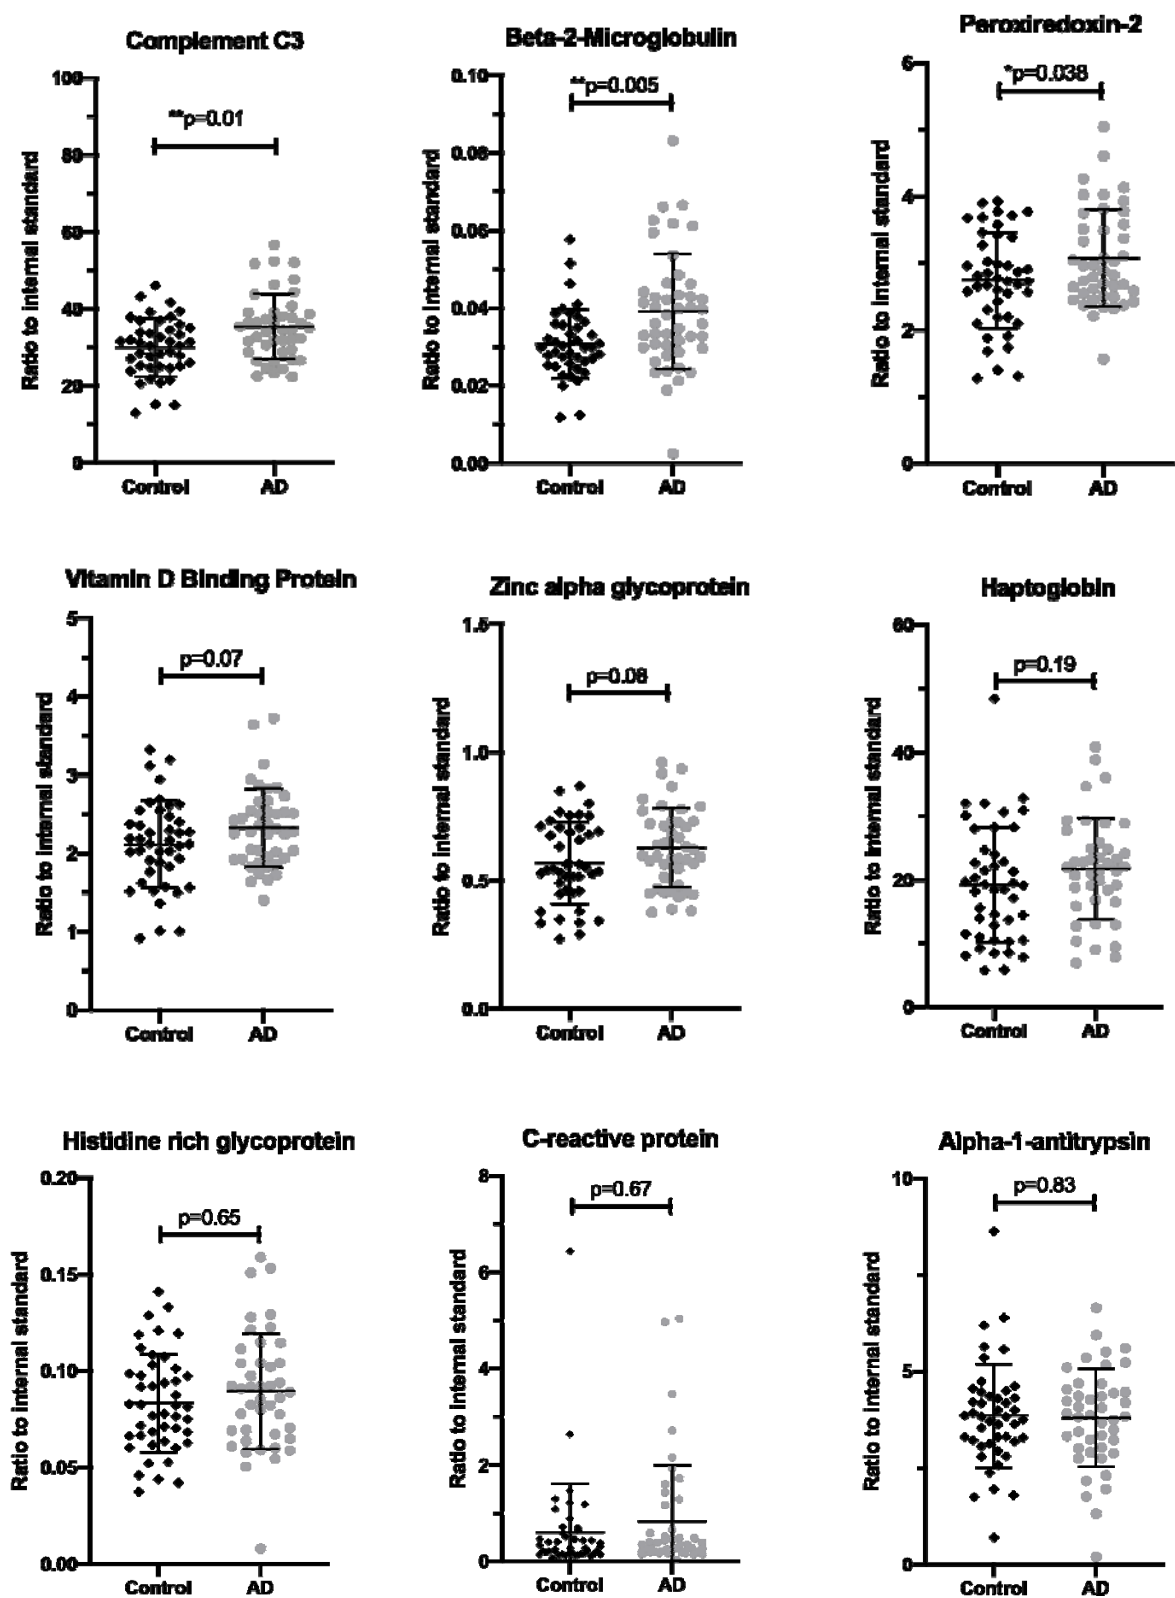 Complement C3
**p=0.01
Ratio to internal standard
100
80
60
40
20
0
Control
AD
Beta-2-Microglobulin
**p=0.005
Ratio to internal standard
0.10
0.08
0.06
0.04
0.02
0.00
Control
AD
Peroxiredoxin-2
*p=0.038
Ratio to internal standard
6
4
2
0
Control
AD
Vitamin D Binding Protein
p=0.07
Ratio to internal standard
5
4
3
2
1
0
Control
AD
Zinc alpha glycoprotein
p=0.08
Ratio to internal standard
1.5
1.0
0.5
0.0
Control
AD
Haptoglobin
p=0.19
Ratio to internal standard
60
40
20
0
Control
AD
Histidine rich glycoprotein
p=0.65
Ratio to internal standard
0.20
0.15
0.10
0.05
0.00
Control
AD
C-reactive protein
p=0.67
Ratio to internal standard
8
6
4
2
0
Control
AD
Alpha-1-antitrypsin
p=0.83
Ratio to internal standard
10
5
0
Control
AD